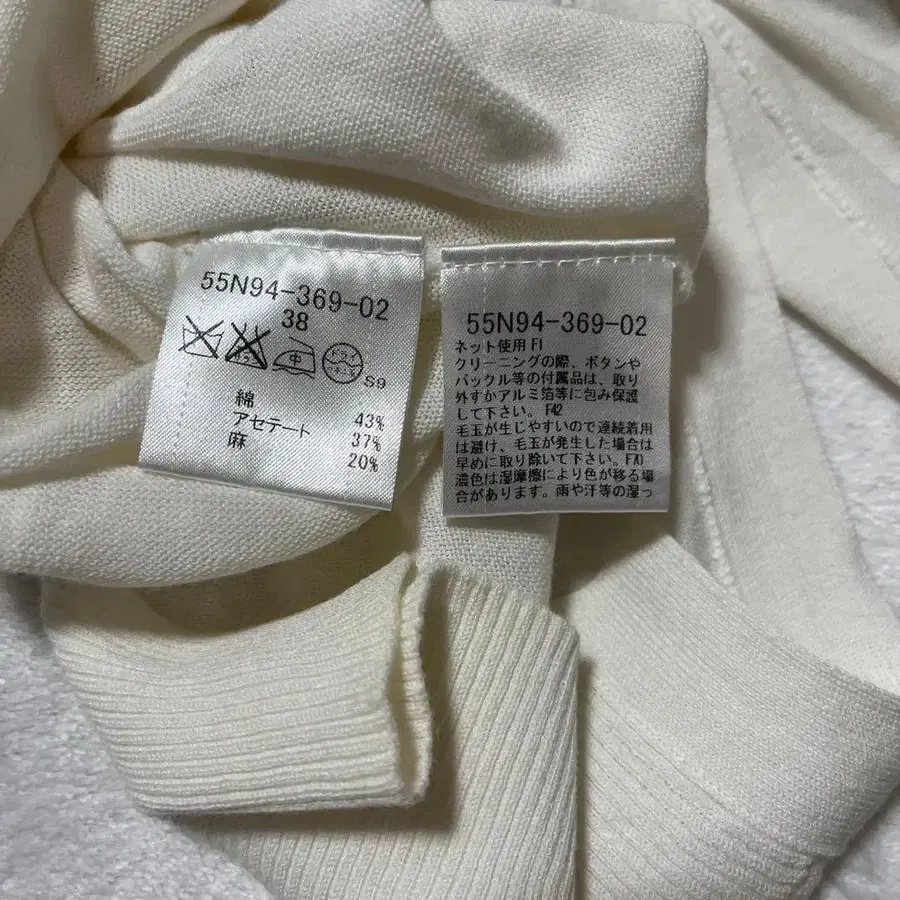 55N94-369-02
38
中
ドライ
S9
綿 43%
アセテート 37%
麻 20%
55N94-369-02
ネット使用 F1
クリーニングの際、ボタンや
バックル等の付属品は、取り
外すかアルミ箔等に包み保護
して下さい。F42
毛玉が生じやすいので連続着用
は避け、毛玉が発生した場合は
早めに取り除いて下さい。F70
濃色は湿摩擦により色が移る場
合があります。雨や汗等の湿っ